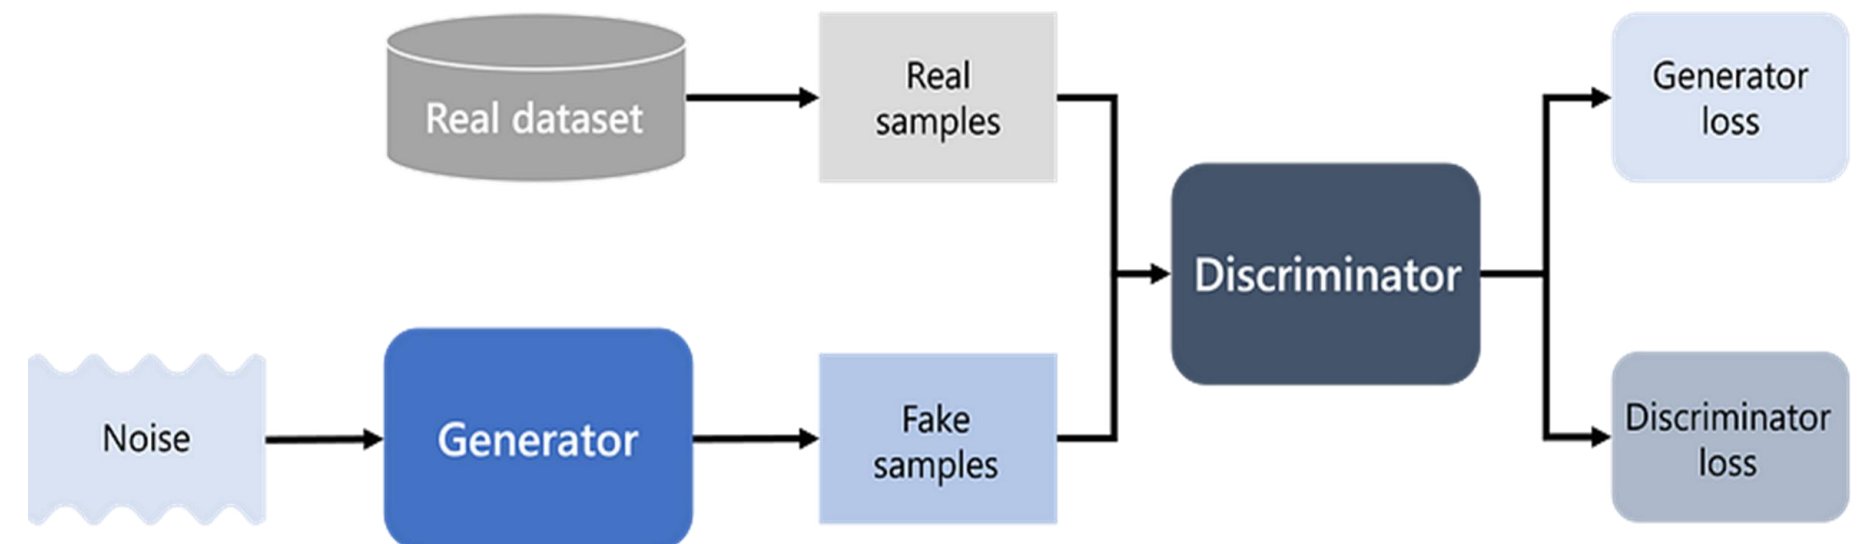 Real dataset
Real
samples
Generator
loss
Discriminator
Noise
Generator
Fake
samples
Discriminator
loss